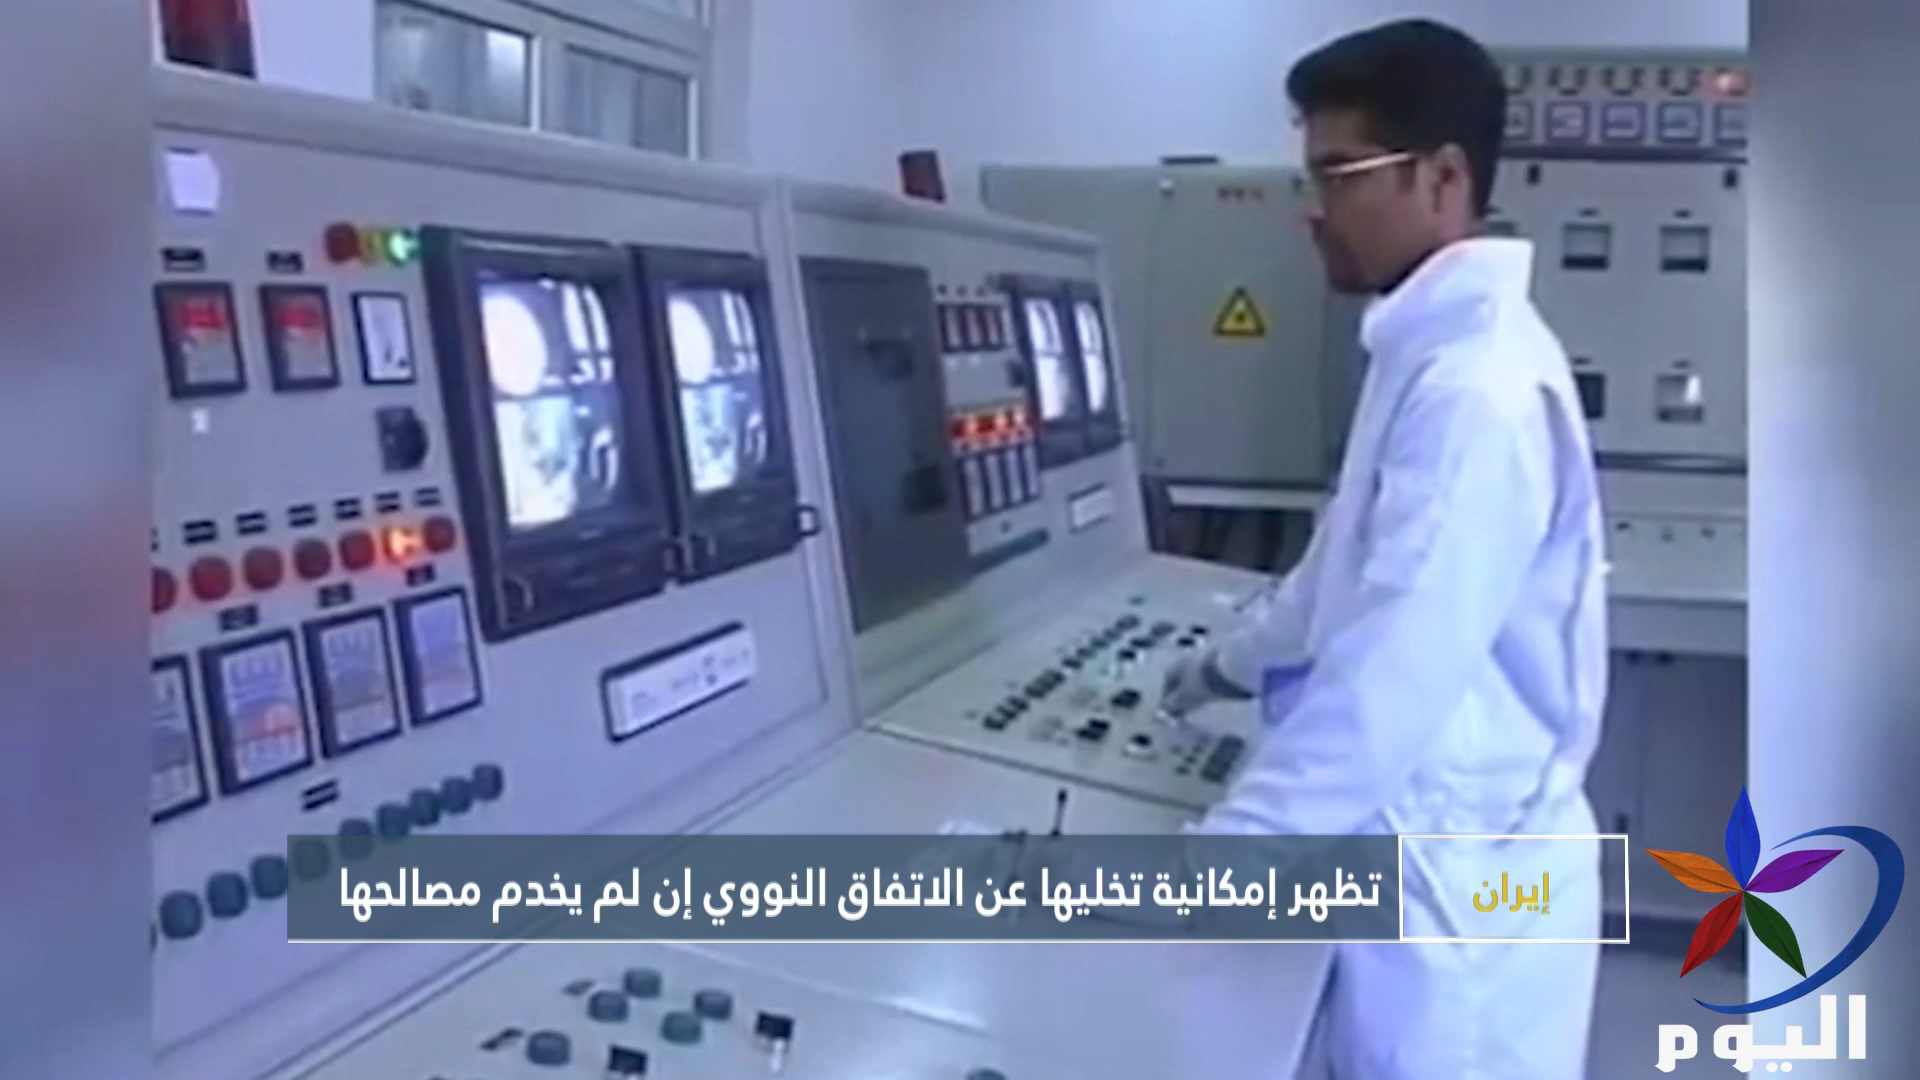 إيران
تظهر إمكانية تخليها عن الاتفاق النووي إن لم يخدم مصالحها
اليوم